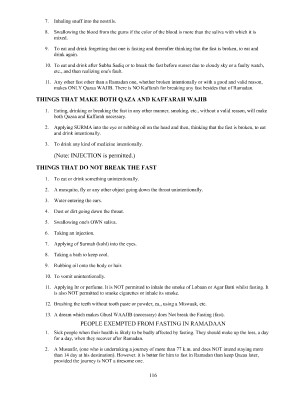 7. Inhaling snuff into the nostrils.
8. Swallowing the blood from the gums if the color of the blood is more than the saliva with which it is
mixed.
9. To eat and drink forgetting that one is fasting and thereafter thinking that the fast is broken, to eat and
drink again.
10. To eat and drink after Subha Sadiq or to break the fast before sunset due to cloudy sky or a faulty watch,
etc., and then realizing one's fault.
11. Any other fast other than a Ramadan one, whether broken intentionally or with a good and valid reason,
makes ONLY Qazaa WAJIB. There is NO Kaffarah for breaking any fast besides that of Ramadan.
THINGS THAT MAKE BOTH QAZA AND KAFFARAH WAJIB
1. Eating, drinking or breaking the fast in any other manner, smoking, etc., without a valid reason, will make
both Qazaa and Kaffarah necessary.
2. Applying SURMA into the eye or rubbing oil on the head and then, thinking that the fast is broken, to eat
and drink intentionally.
3. To drink any kind of medicine intentionally.
(Note: INJECTION is permitted.)
THINGS THAT DO NOT BREAK THE FAST
1. To eat or drink something unintentionally.
2. A mosquito, fly or any other object going down the throat unintentionally.
3. Water entering the ears.
4. Dust or dirt going down the throat.
5. Swallowing one's OWN saliva.
6. Taking an injection.
7. Applying of Surmah (kohl) into the eyes.
8. Taking a bath to keep cool.
9. Rubbing oil onto the body or hair.
10. To vomit unintentionally.
11. Applying Itr or perfume. It is NOT permitted to inhale the smoke of Lobaan or Agar Batti whilst fasting. It
is also NOT permitted to smoke cigarettes or inhale its smoke.
12. Brushing the teeth without tooth paste or powder, eg., using a Miswaak, etc.
13. A dream which makes Ghusl WAAJIB (necessary) does Not break the Fasting (fast).
PEOPLE EXEMPTED FROM FASTING IN RAMADAAN
1. Sick people when their health is likely to be badly affected by fasting. They should make up the loss, a day
for a day, when they recover after Ramadan.
2. A Musaafir, (one who is undertaking a journey of more than 77 km. and does NOT intend staying more
than 14 day at his destination). However, it is better for him to fast in Ramadan than keep Qazaa later,
provided the journey is NOT a tiresome one.
116